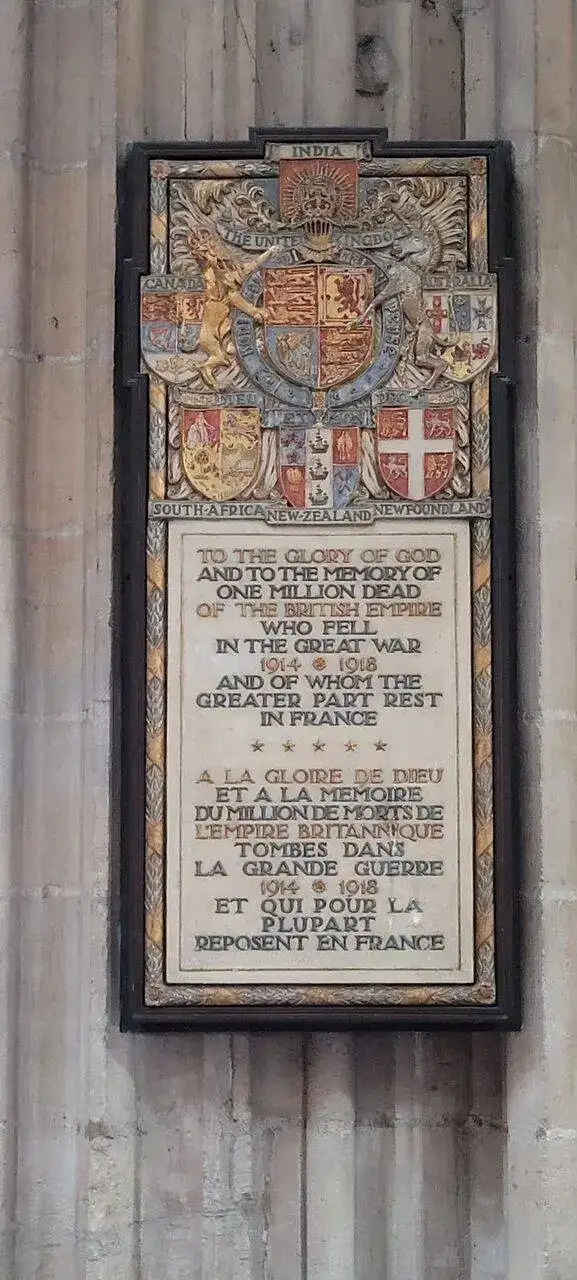 INDIA
THE UNITED KINGDOM
CANADA
AUSTRALIA
DIEU
SOUTH·AFRICA
NEW·ZEALAND
NEWFOUNDLAND
TO THE GLORY OF GOD
AND TO THE MEMORY OF
ONE MILLION DEAD
OF THE BRITISH EMPIRE
WHO FELL
IN THE GREAT WAR
1914 1918
AND OF WHOM THE
GREATER PART REST
IN FRANCE
A LA GLOIRE DE DIEU
ET A LA MEMOIRE
DU MILLION DE MORTS DE
L'EMPIRE BRITANNIQUE
TOMBES DANS
LA GRANDE GUERRE
1914 1918
ET QUI POUR LA
PLUPART
REPOSENT EN FRANCE